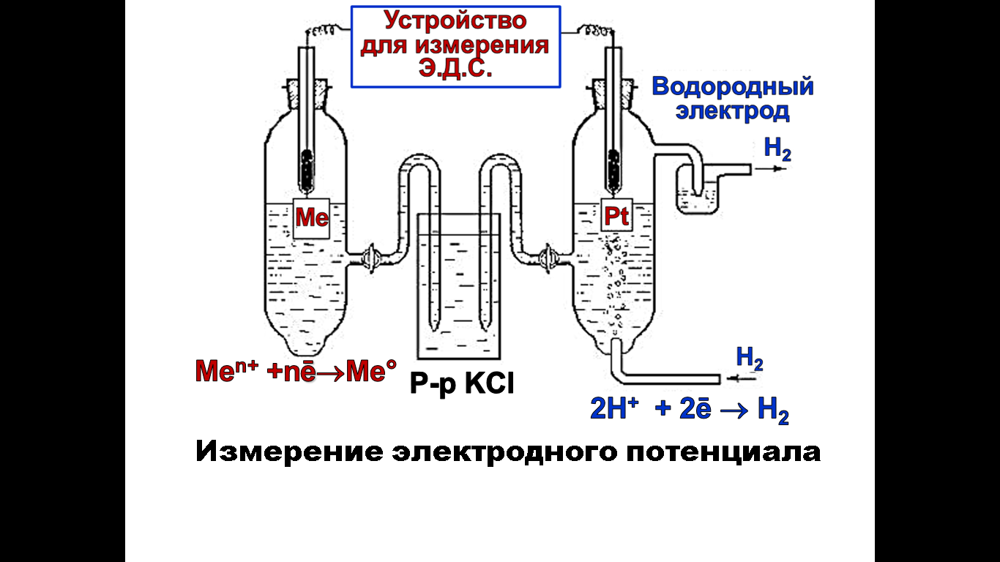 Устройство
для измерения
Э.Д.С.
Водородный
электрод
H₂
Me
Pt
H₂
Meⁿ⁺ +nē→Me°
Р-р KCl
2H⁺ + 2ē → H₂
Измерение электродного потенциала